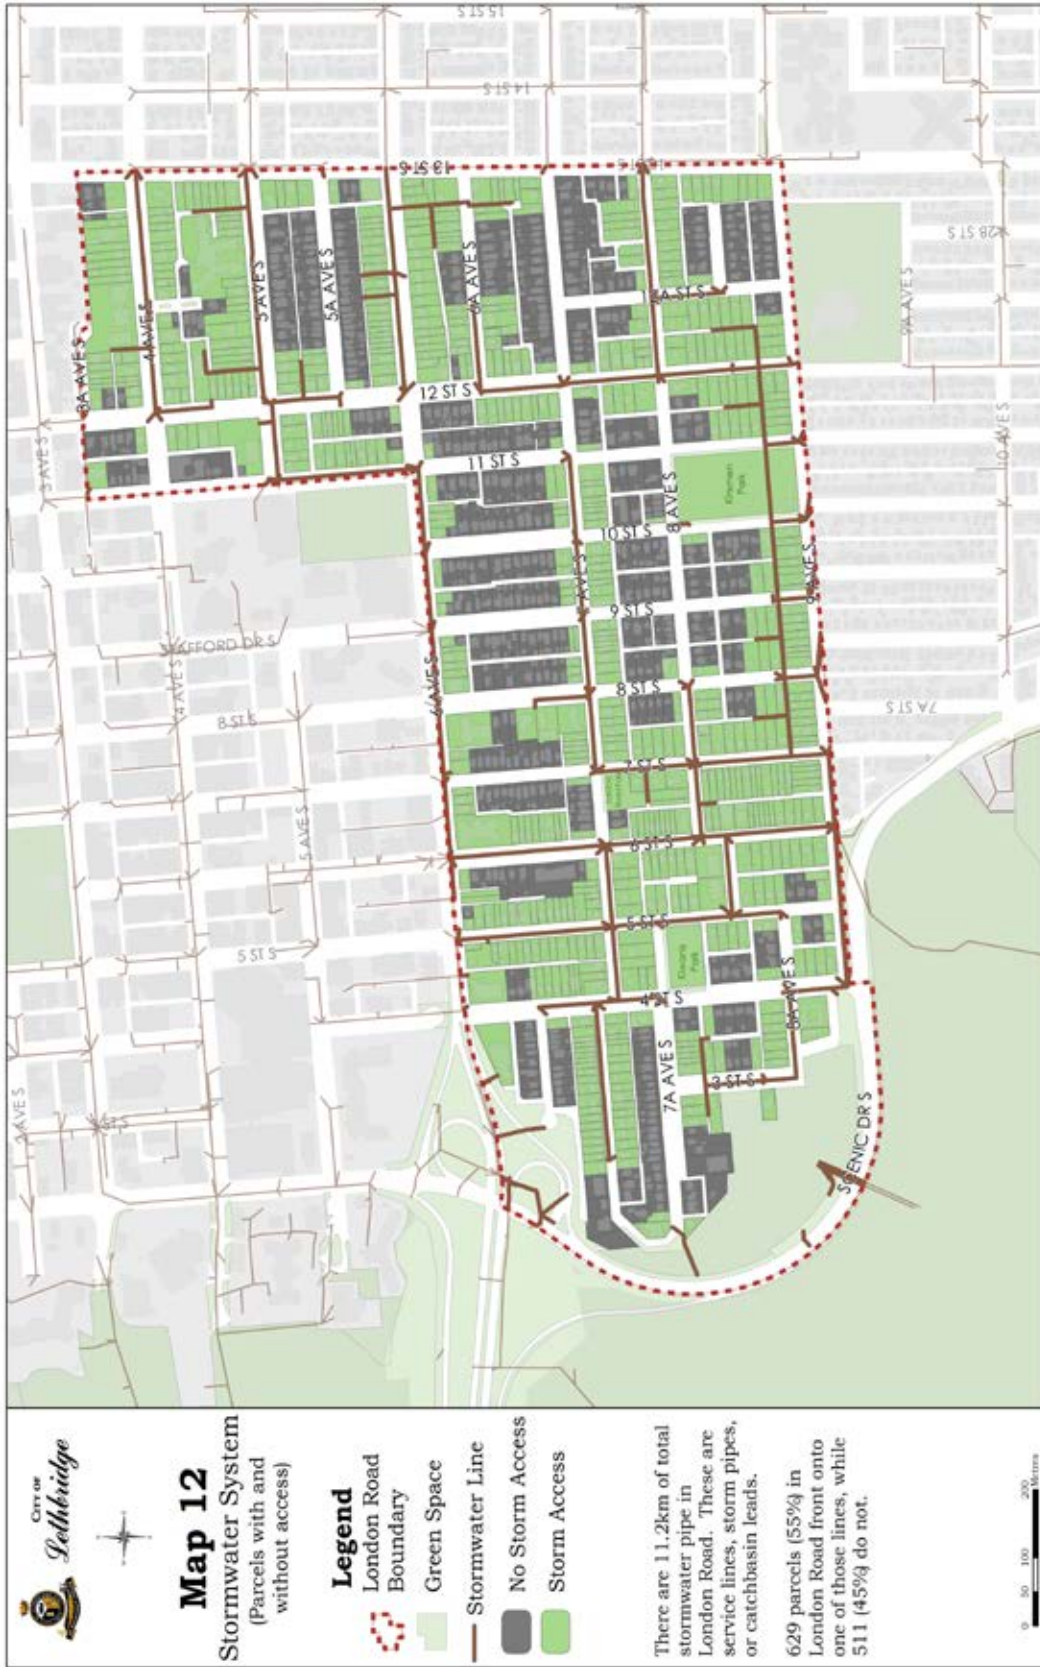 CITY OF
Lethbridge
Map 12
Stormwater System
(Parcels with and
without access)
Legend
London Road
Boundary
Green Space
Stormwater Line
No Storm Access
Storm Access
There are 11.2km of total
stormwater pipe in
London Road. These are
service lines, storm pipes,
or catchbasin leads.
629 parcels (55%) in
London Road front onto
one of those lines, while
511 (45%) do not.
0 50 100 200
Meters
3 AVE S
3A AVE S
4 AVE S
4 AVE S
5 AVE S
5 AVE S
5A AVE S
6 AVE S
6A AVE S
7A AVE S
8 AVE S
8A AVE S
9 AVE S
9A AVE S
10 AVE S
SCENIC DR S
3 ST S
4 ST S
5 ST S
5 ST S
6 ST S
7 ST S
7A ST S
8 ST S
8 ST S
9 ST S
10 ST S
11 ST S
12 ST S
12A ST S
12B ST S
13 ST S
14 ST S
15 ST S
STAFFORD DR S
Kiwanis
Park
Kinsmen
Park